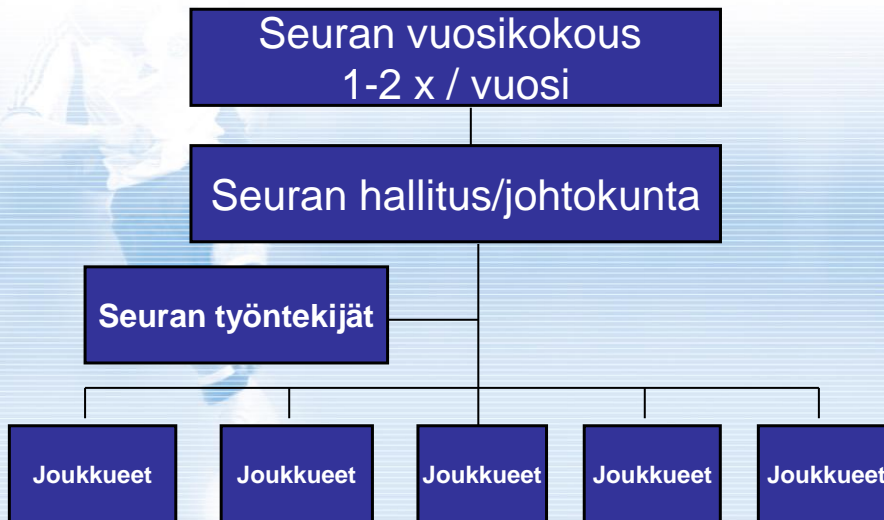 Seuran vuosikokous
1-2 x / vuosi
Seuran hallitus/johtokunta
Seuran työntekijät
Joukkueet
Joukkueet
Joukkueet
Joukkueet
Joukkueet